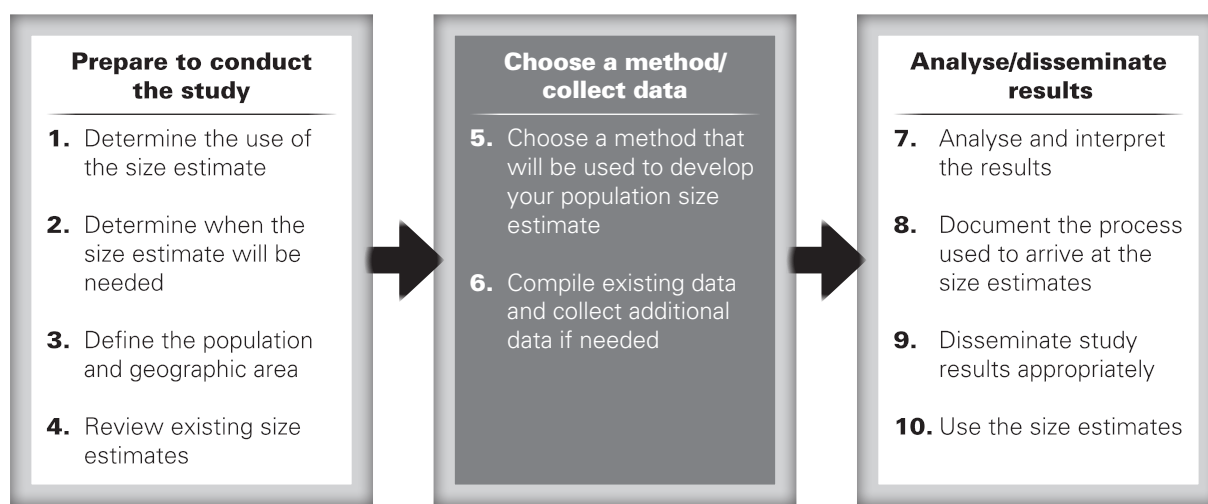 Prepare to conduct
the study
1. Determine the use of
the size estimate
2. Determine when the
size estimate will be
needed
3. Define the population
and geographic area
4. Review existing size
estimates
Choose a method/
collect data
5. Choose a method that
will be used to develop
your population size
estimate
6. Compile existing data
and collect additional
data if needed
Analyse/disseminate
results
7. Analyse and interpret
the results
8. Document the process
used to arrive at the
size estimates
9. Disseminate study
results appropriately
10. Use the size estimates